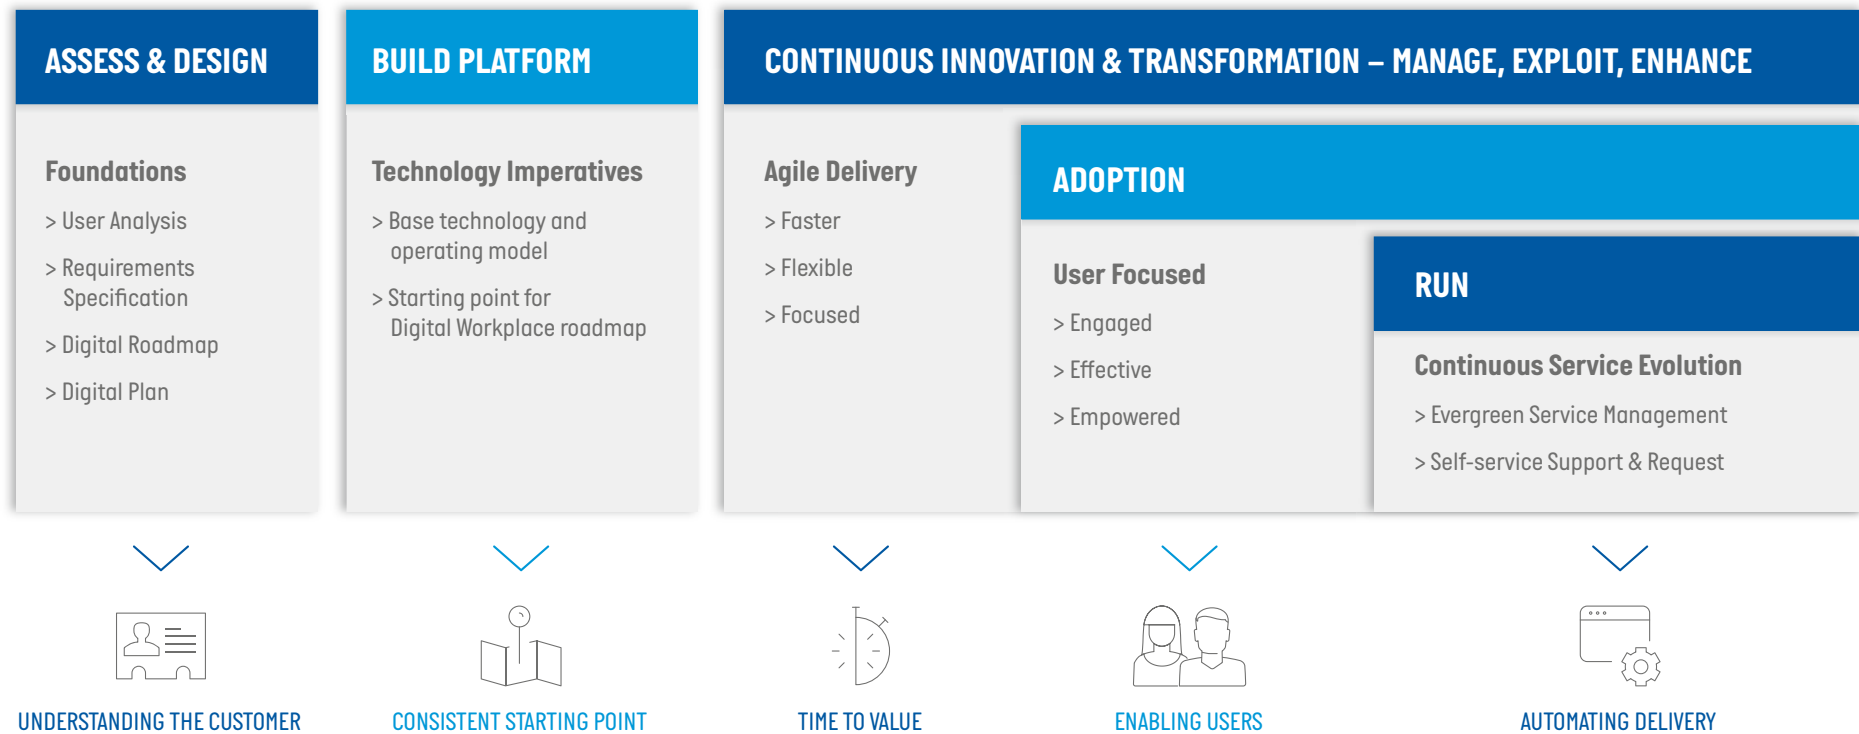 ASSESS & DESIGN
Foundations
> User Analysis
> Requirements
Specification
> Digital Roadmap
> Digital Plan
UNDERSTANDING THE CUSTOMER
BUILD PLATFORM
Technology Imperatives
> Base technology and
operating model
> Starting point for
Digital Workplace roadmap
CONSISTENT STARTING POINT
CONTINUOUS INNOVATION & TRANSFORMATION – MANAGE, EXPLOIT, ENHANCE
Agile Delivery
> Faster
> Flexible
> Focused
TIME TO VALUE
ADOPTION
User Focused
> Engaged
> Effective
> Empowered
ENABLING USERS
RUN
Continuous Service Evolution
> Evergreen Service Management
> Self-service Support & Request
AUTOMATING DELIVERY